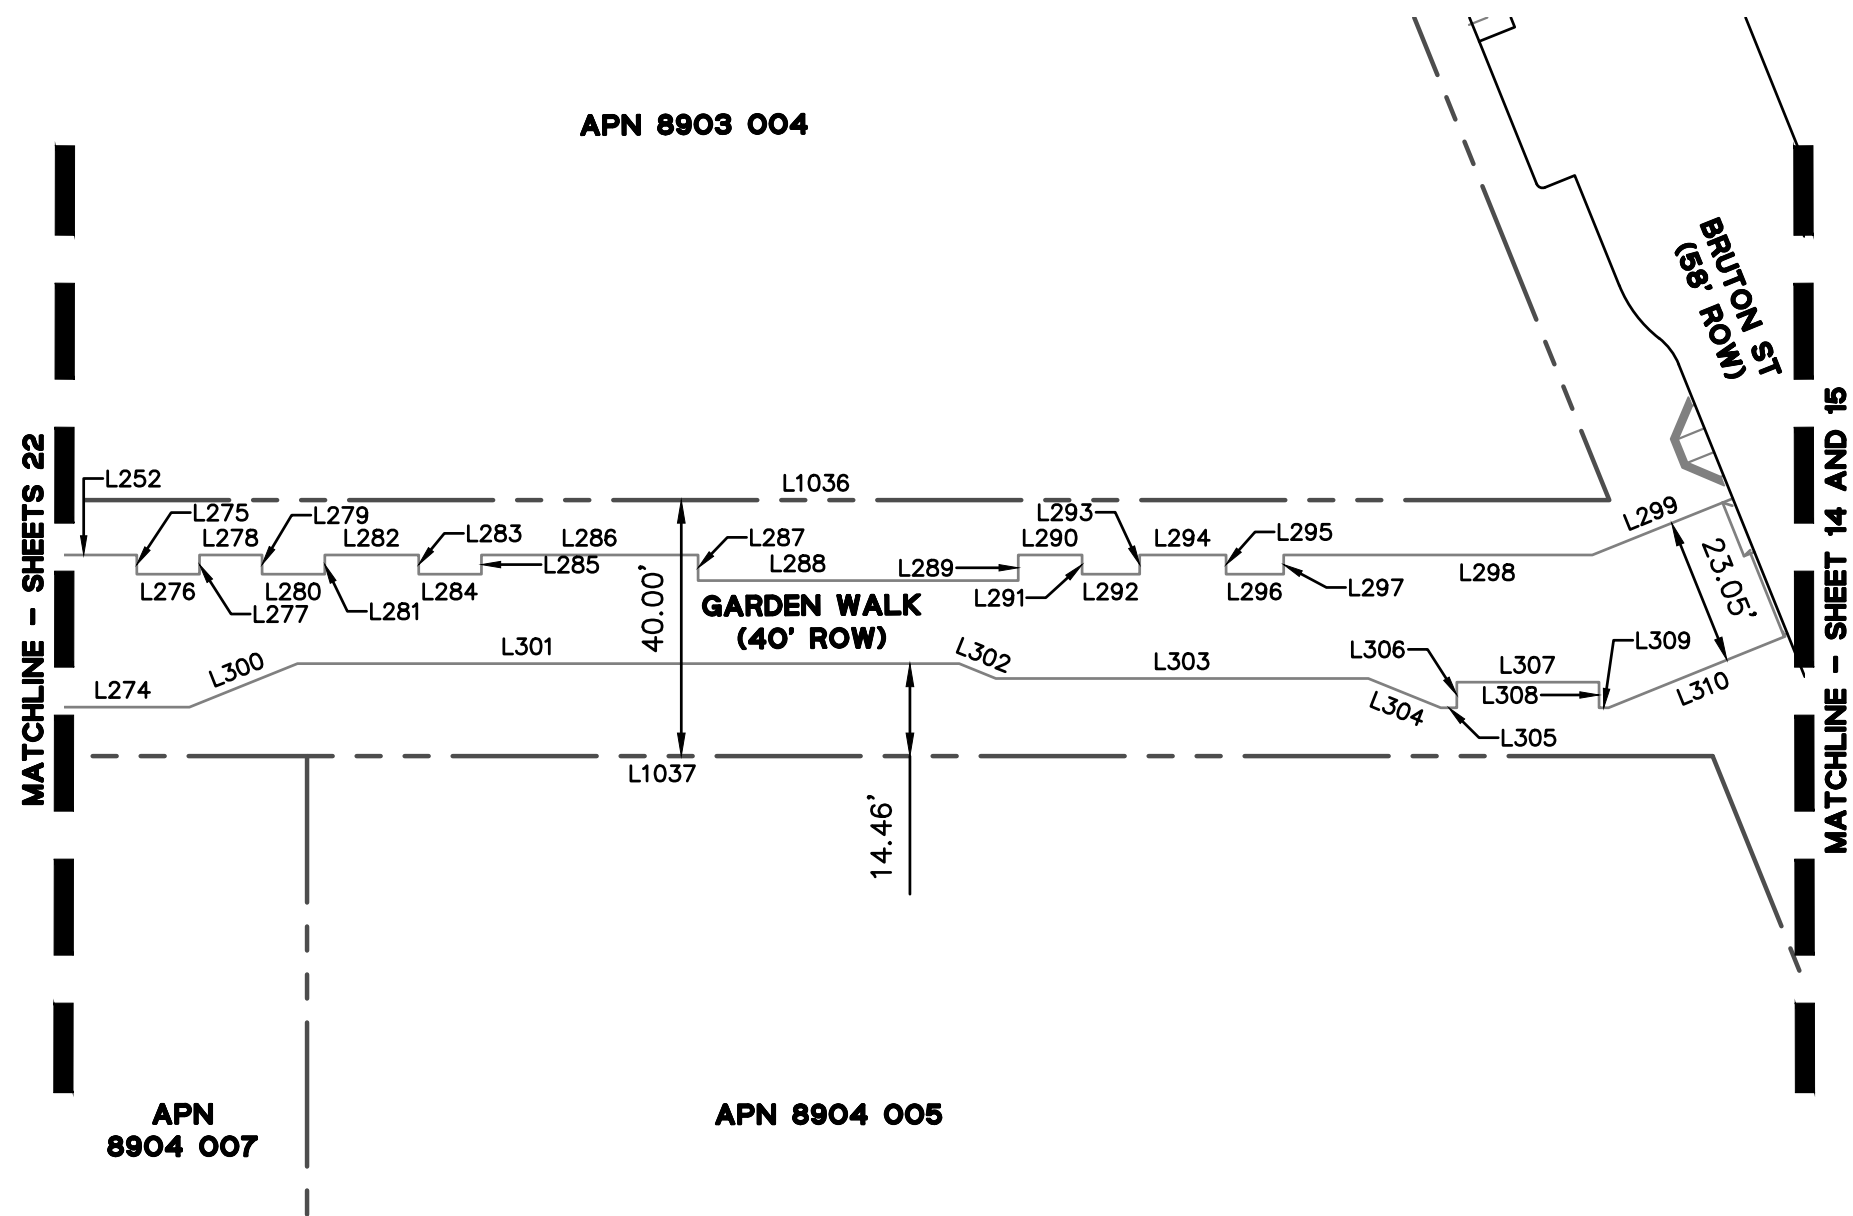 APN 8903 004
BRUTON ST
(58' ROW)
MATCHLINE - SHEETS 22
MATCHLINE - SHEET 14 AND 15
L252
L1036
L275
L278
L279
L282
L283
L286
L287
L293
L290
L294
L295
L299
L276
L277
L280
L281
L284
L285
L288
L289
L291
L292
L296
L297
L298
23.05'
40.00'
GARDEN WALK
(40' ROW)
L274
L300
L301
L302
L303
L304
L305
L306
L307
L308
L309
L310
L1037
14.46'
APN
8904 007
APN 8904 005